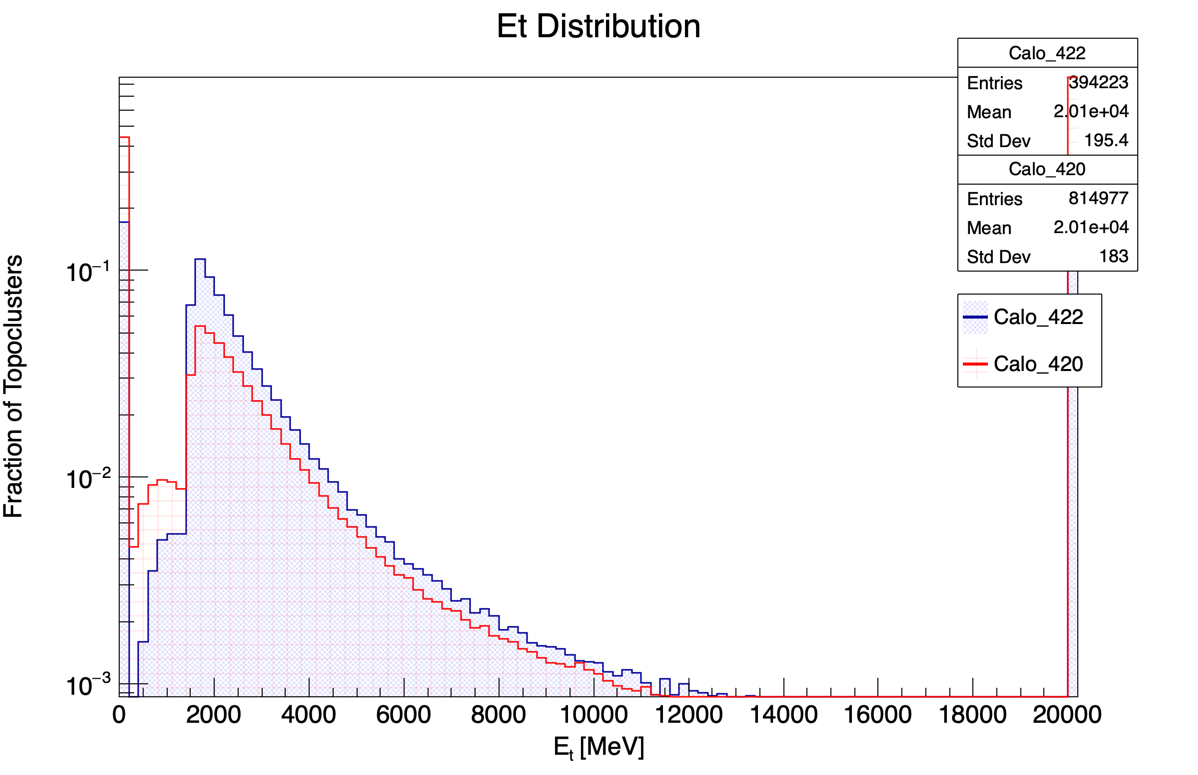 Et Distribution
Calo_422
Entries 394223
Mean 2.01e+04
Std Dev 195.4
Calo_420
Entries 814977
Mean 2.01e+04
Std Dev 183
Calo_422
Calo_420
Fraction of Topoclusters
10⁻¹
10⁻²
10⁻³
0 2000 4000 6000 8000 10000 12000 14000 16000 18000 20000
Eₜ [MeV]